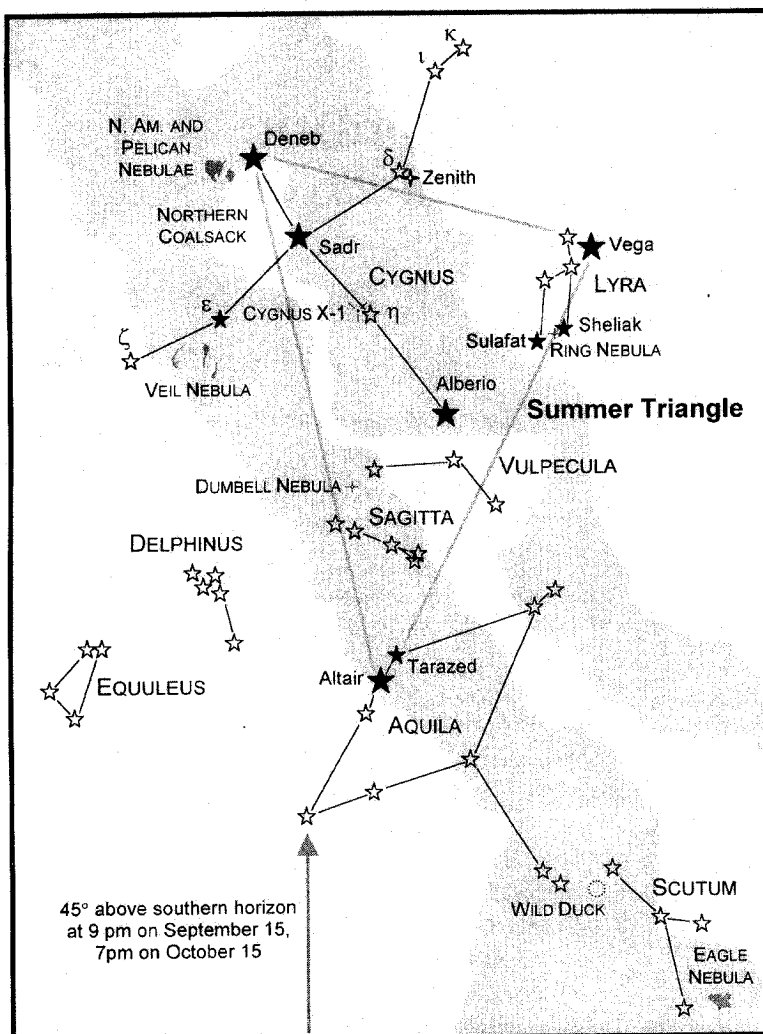 κ
ι
N. AM. AND
PELICAN
NEBULAE
Deneb
δ
Zenith
NORTHERN
COALSACK
Sadr
Vega
CYGNUS
LYRA
ε
CYGNUS X-1
η
Sheliak
Sulafat
RING NEBULA
ζ
VEIL NEBULA
Alberio
Summer Triangle
VULPECULA
DUMBELL NEBULA
SAGITTA
DELPHINUS
Tarazed
Altair
EQUULEUS
AQUILA
45° above southern horizon
at 9 pm on September 15,
7pm on October 15
WILD DUCK
SCUTUM
EAGLE
NEBULA